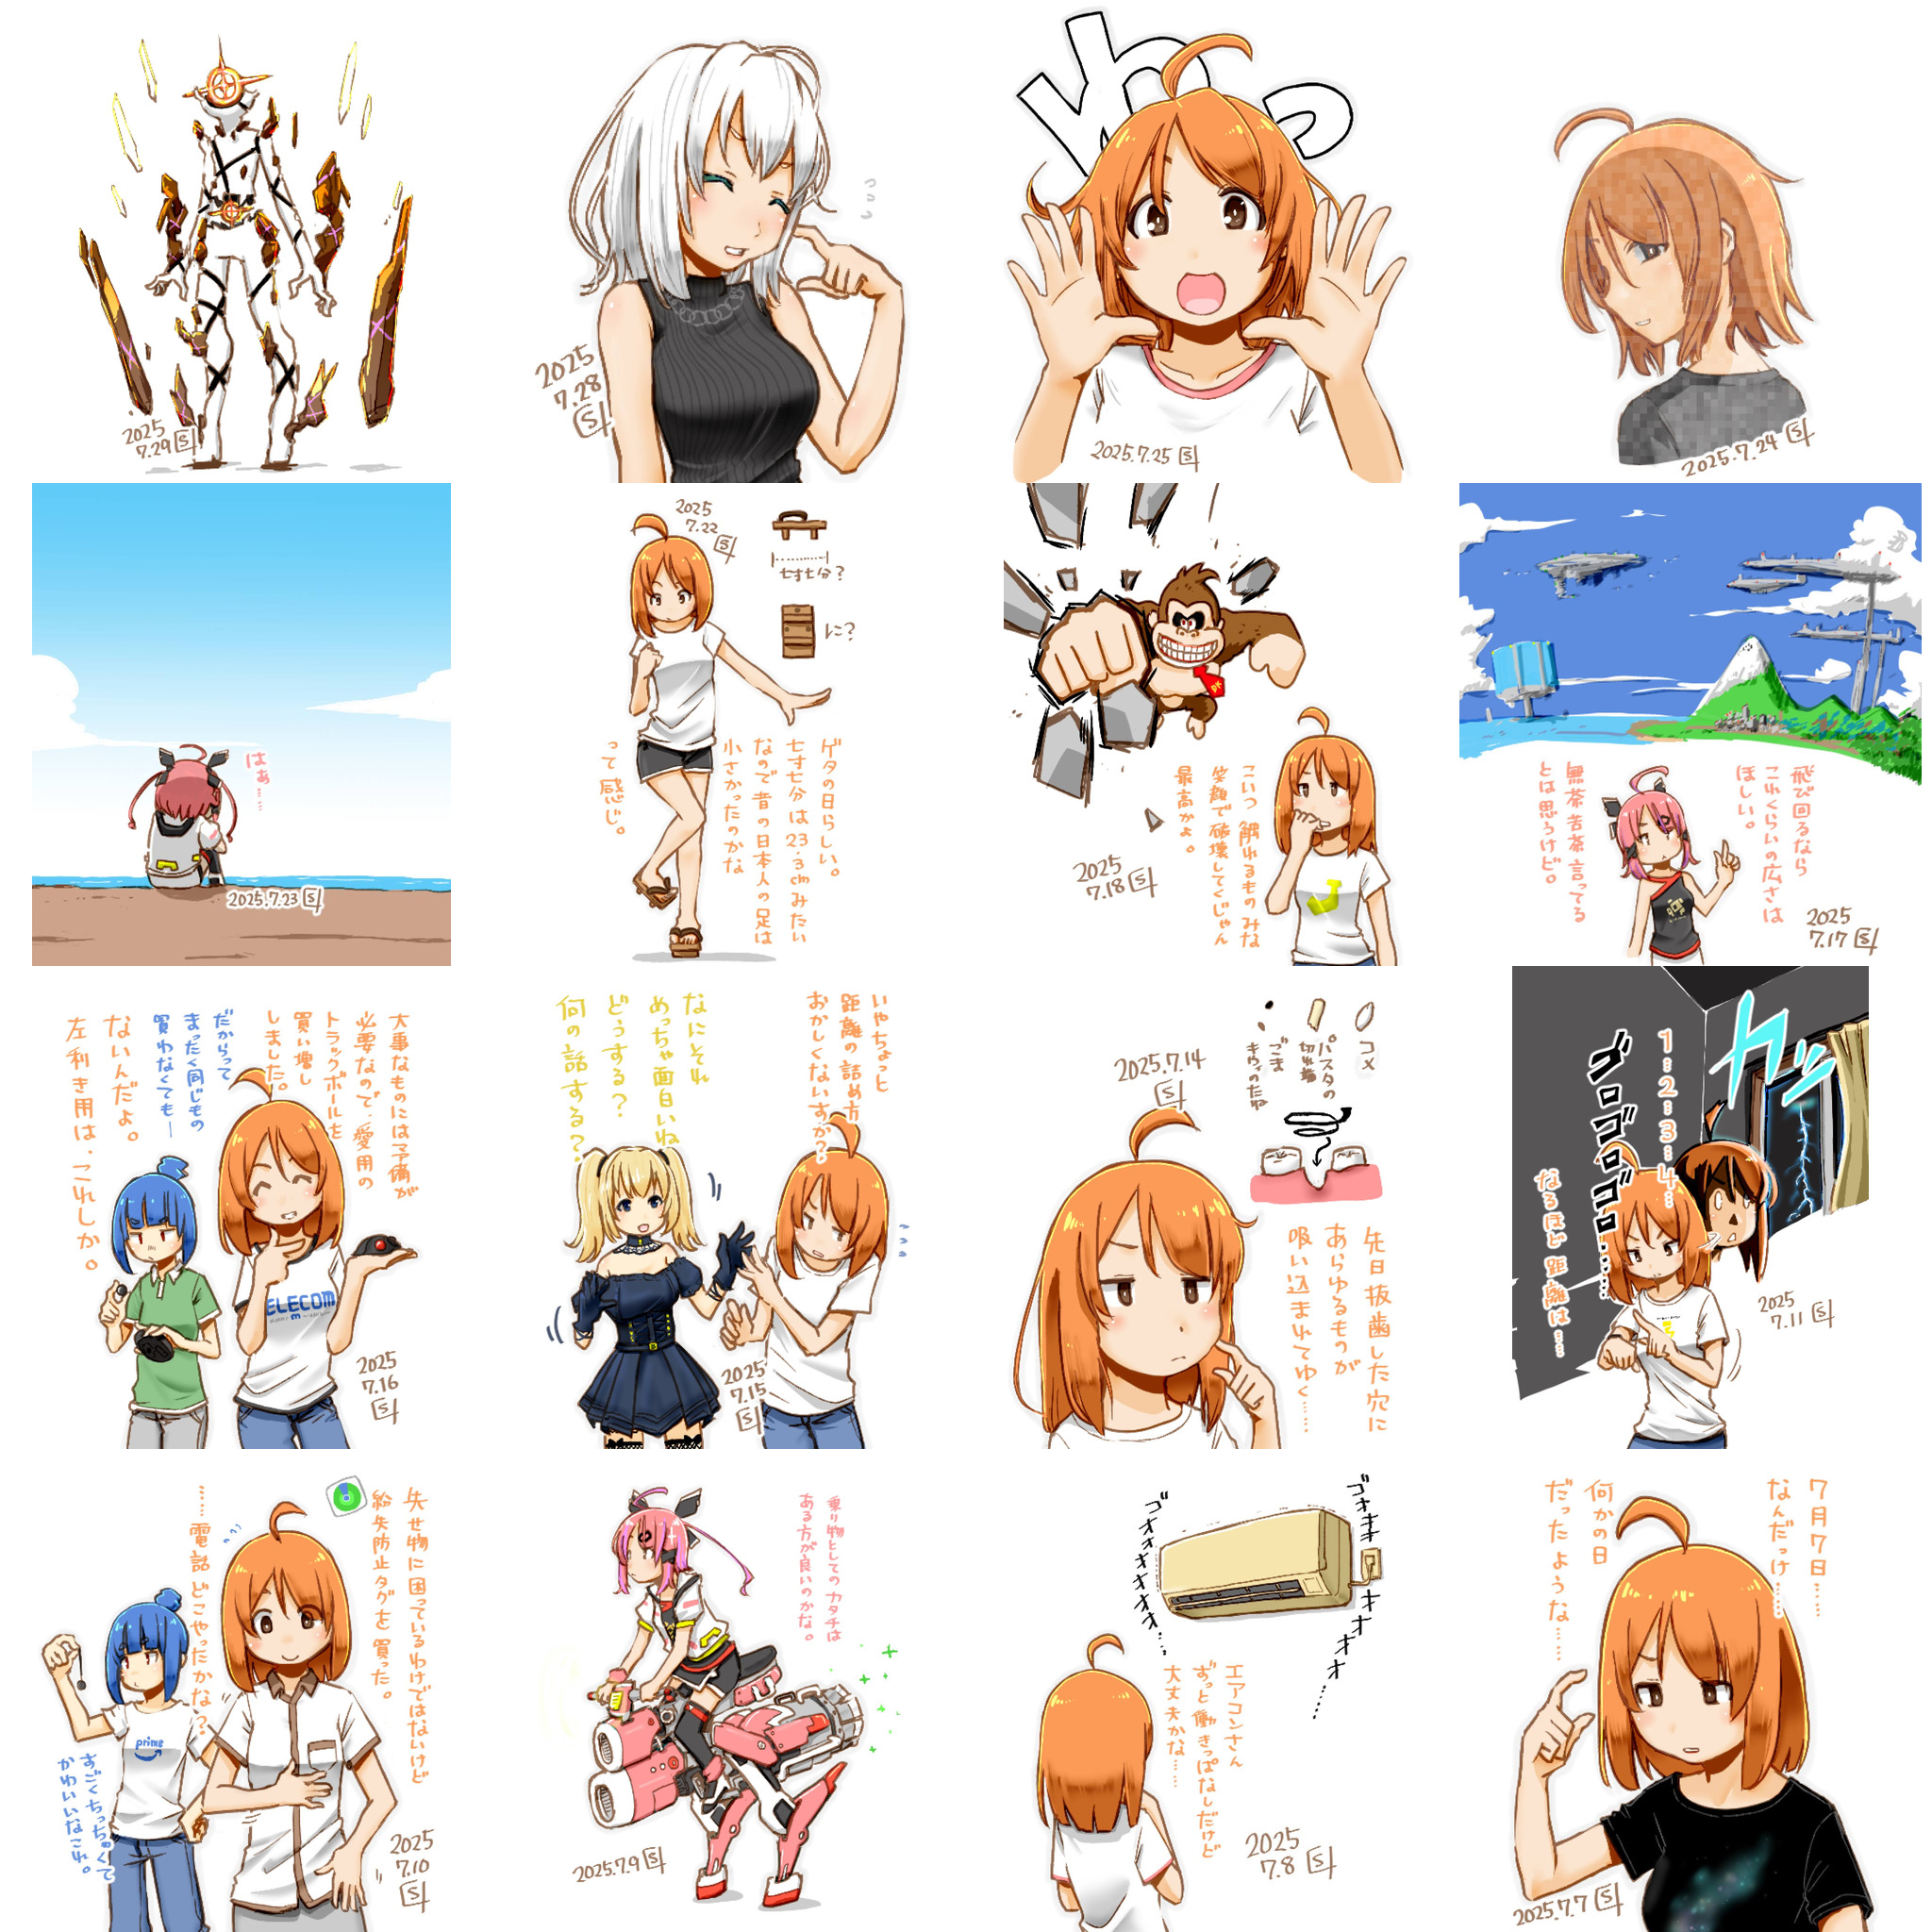 2025
7.29
2025
7.28
わっ
2025.7.25
2025.7.24
はぁ……
2025.7.23
2025
7.22
七寸七分?
に?
ゲタの日らしい。
七寸七分は23.3cmみたい
なので昔の日本人の足は
小さかったのかな
って感じ。
DK
こいつ触れるものみな
笑顔で破壊してくじゃん
最高かよ。
2025
7.18
飛び回るなら
これくらいの広さは
ほしい。
無茶苦茶言ってる
とは思うけど。
2025
7.17
大事なものには予備が
必要なので、愛用の
トラックボールを
買い増し
しました。
だからって
まったく同じもの
買わなくても―
ないんだよ。
左利き用は、これしか。
ELECOM
2025
7.16
いやちょっと
距離の詰め方
おかしくないすか?
なにそれ
めっちゃ面白いね
どうする?
何の話する?
2025
7.15
2025.7.14
コメ
パスタの
切れ端
ごま
キウイのたね
先日抜歯した穴に
あらゆるものが
吸い込まれてゆく……
カッ
1…2…3…4…
ゴロゴロゴロ……
なるほど距離は……
2025
7.11
失せ物に困っているわけではないけど
紛失防止タグを買った。
……電話どこやったかな?
prime
すごくちっちゃくて
かわいいなこれ。
2025
7.10
乗り物としてのカタチは
ある方が良いのかな。
2025.7.9
ゴォォォォォォ…
ゴォォォォォォ……
エアコンさん
ずっと働きっぱなしだけど
大丈夫かな……
2025
7.8
7月7日……
なんだっけ……
何かの日
だったような……
2025.7.7